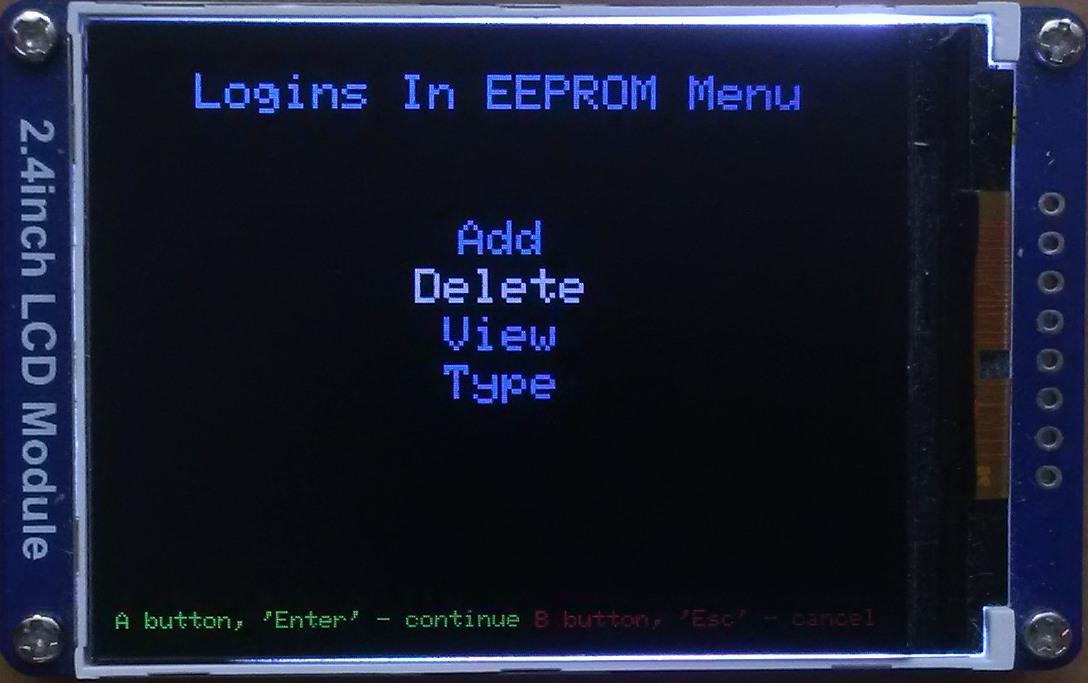 Logins In EEPROM Menu
Add
Delete
View
Type
A button, 'Enter' - continue B button, 'Esc' - cancel
2.4inch LCD Module